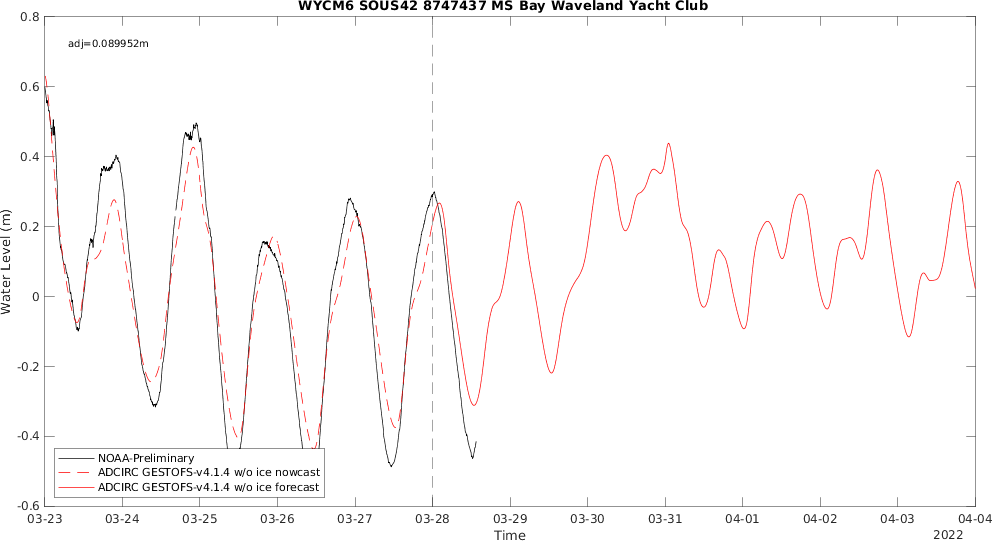 WYCM6 SOUS42 8747437 MS Bay Waveland Yacht Club
adj=0.089952m
0.8
0.6
0.4
0.2
0
-0.2
-0.4
-0.6
Water Level (m)
NOAA-Preliminary
ADCIRC GESTOFS-v4.1.4 w/o ice nowcast
ADCIRC GESTOFS-v4.1.4 w/o ice forecast
03-23 03-24 03-25 03-26 03-27 03-28 03-29 03-30 03-31 04-01 04-02 04-03 04-04
Time
2022